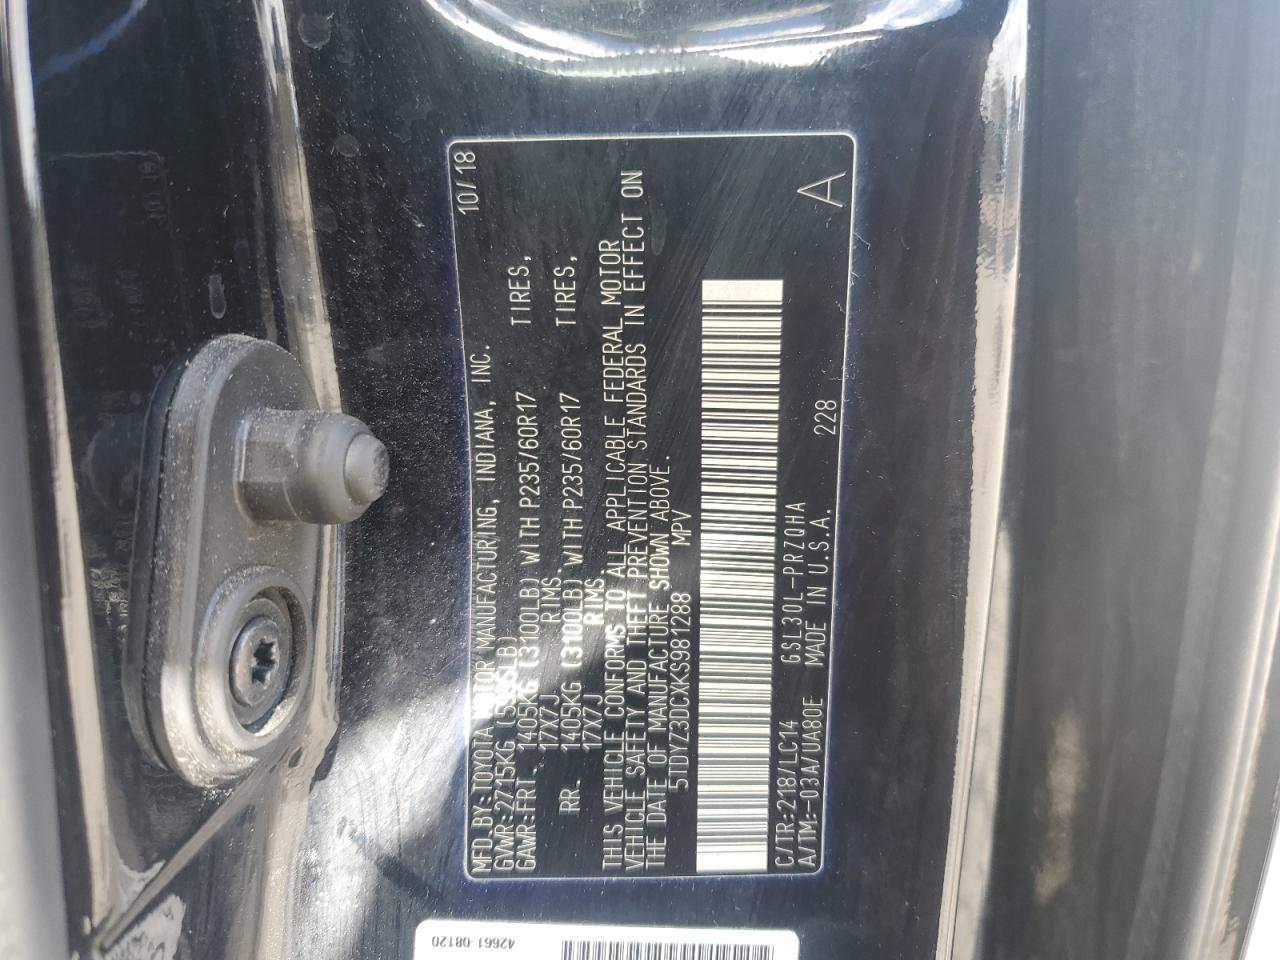 MFD.BY:TOYOTA MOTOR MANUFACTURING, INDIANA, INC. 10/18
GVWR:2715KG (5985LB)
GAWR:FRT. 1405KG (3100LB) WITH P235/60R17 TIRES,
17X7J RIMS,
RR. 1405KG (3100LB) WITH P235/60R17 TIRES,
17X7J RIMS,
THIS VEHICLE CONFORMS TO ALL APPLICABLE FEDERAL MOTOR
VEHICLE SAFETY AND THEFT PREVENTION STANDARDS IN EFFECT ON
THE DATE OF MANUFACTURE SHOWN ABOVE.
5TDYZ3DCXKS981288 MPV
C/TR:218/LC14 GSL30L-PRZQHA
A/TM:-03A/UA80E MADE IN U.S.A. 228 A
42661-08120